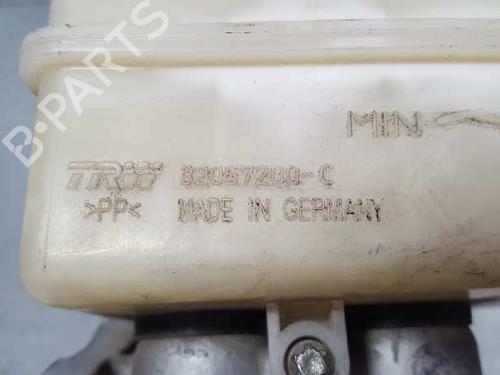 B-PARTS
MIN
TRW 32067200-C
>PP< MADE IN GERMANY